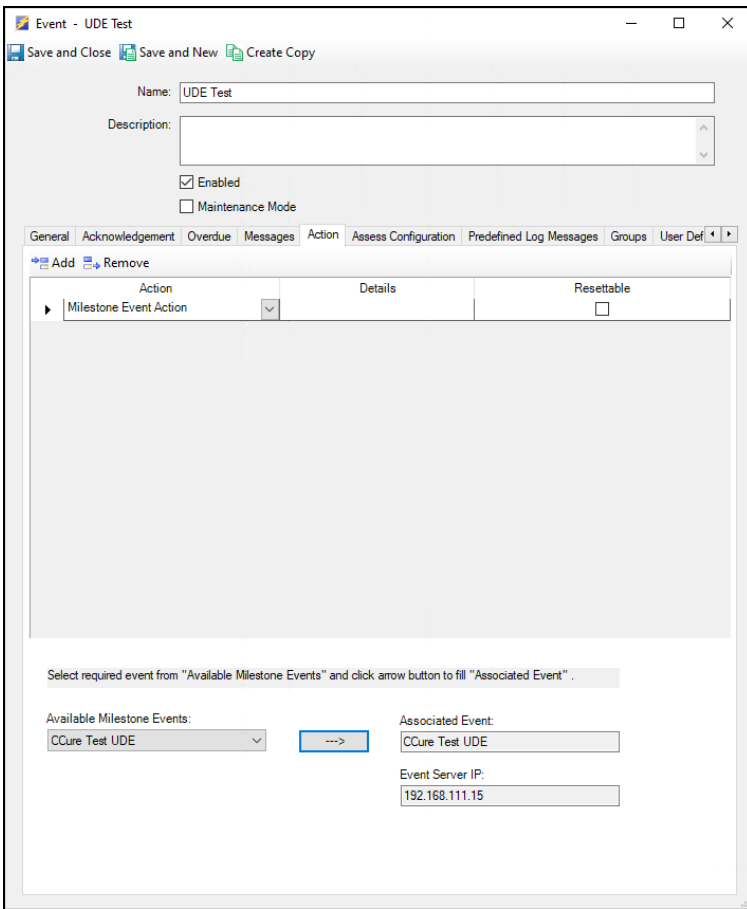 Event - UDE Test
Save and Close Save and New Create Copy
Name: UDE Test
Description:
Enabled
Maintenance Mode
General Acknowledgement Overdue Messages Action Assess Configuration Predefined Log Messages Groups User Def
Add Remove
Action Details Resettable
Milestone Event Action
Select required event from "Available Milestone Events" and click arrow button to fill "Associated Event" .
Available Milestone Events:
CCure Test UDE
--->
Associated Event:
CCure Test UDE
Event Server IP:
192.168.111.15